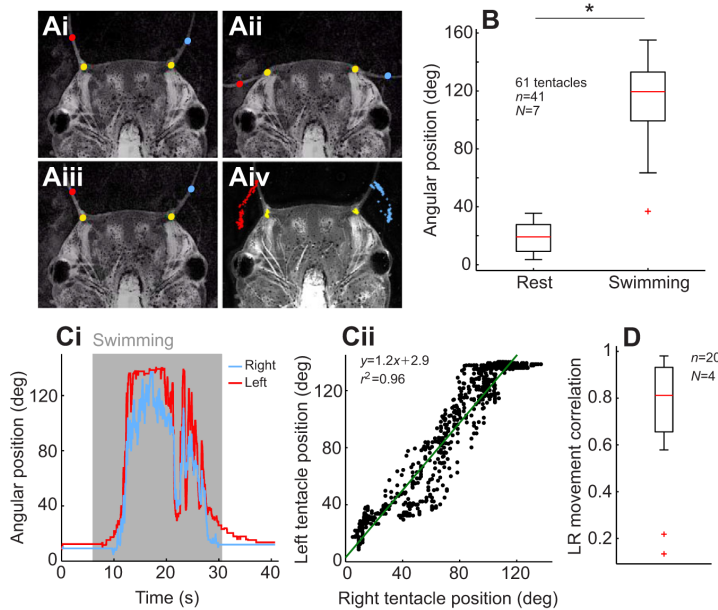 Ai
Aii
Aiii
Aiv
B
*
Angular position (deg)
160
120
80
40
0
61 tentacles
n=41
N=7
Rest
Swimming
Ci
Swimming
Right
Left
Angular position (deg)
120
80
40
0
0
10
20
30
40
Time (s)
Cii
y=1.2x+2.9
r²=0.96
Left tentacle position (deg)
160
120
80
40
0
0
40
80
120
Right tentacle position (deg)
D
n=20
N=4
LR movement correlation
1
0.8
0.6
0.4
0.2